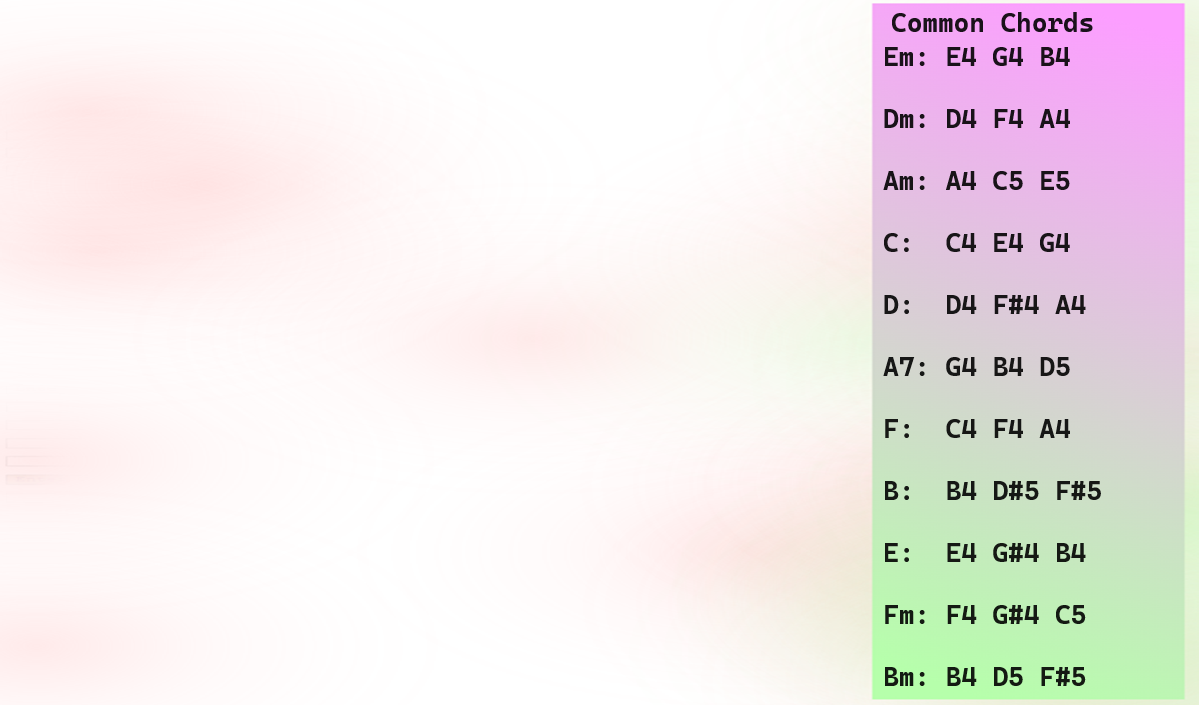 Common Chords
Em: E4 G4 B4
Dm: D4 F4 A4
Am: A4 C5 E5
C: C4 E4 G4
D: D4 F#4 A4
A7: G4 B4 D5
F: C4 F4 A4
B: B4 D#5 F#5
E: E4 G#4 B4
Fm: F4 G#4 C5
Bm: B4 D5 F#5